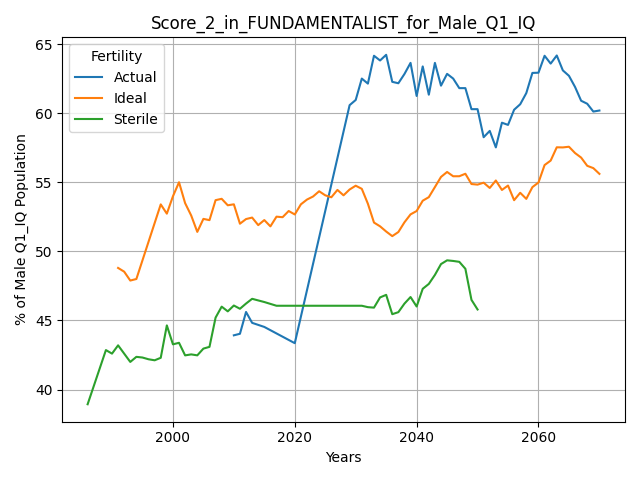 Score_2_in_FUNDAMENTALIST_for_Male_Q1_IQ
Fertility
Actual
Ideal
Sterile
% of Male Q1_IQ Population
65
60
55
50
45
40
2000
2020
2040
2060
Years